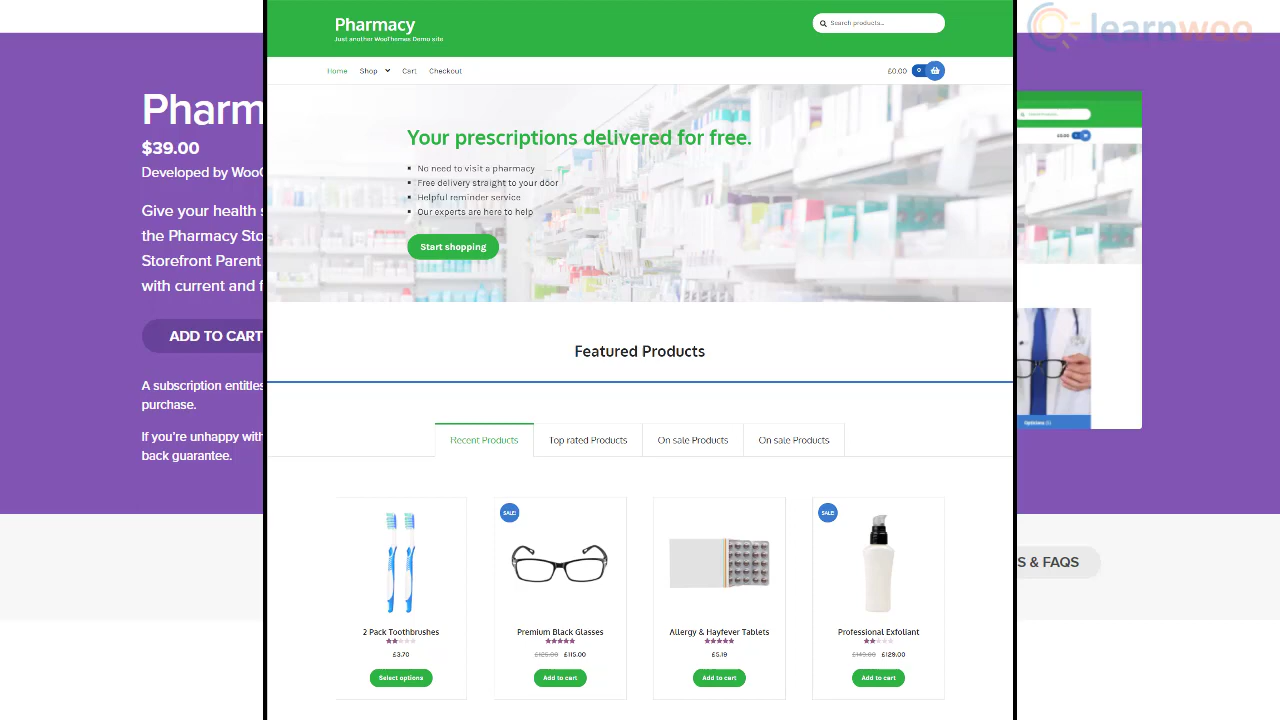 learnwoo
Pharmacy
Just another WooThemes Demo site
Search products...
Home Shop Cart Checkout
£0.00 0
Your prescriptions delivered for free.
No need to visit a pharmacy
Free delivery straight to your door
Helpful reminder service
Our experts are here to help
Start shopping
Featured Products
Recent Products Top rated Products On sale Products On sale Products
SALE! SALE!
2 Pack Toothbrushes Premium Black Glasses Allergy & Hayfever Tablets Professional Exfoliant
£3.70 £125.00 £115.00 £5.19 £140.00 £129.00
Select options Add to cart Add to cart Add to cart
Pharm
$39.00
Developed by Woo
Give your health s
the Pharmacy Sto
Storefront Parent
with current and f
ADD TO CART
A subscription entitles
purchase.
If you're unhappy with
back guarantee.
S & FAQS